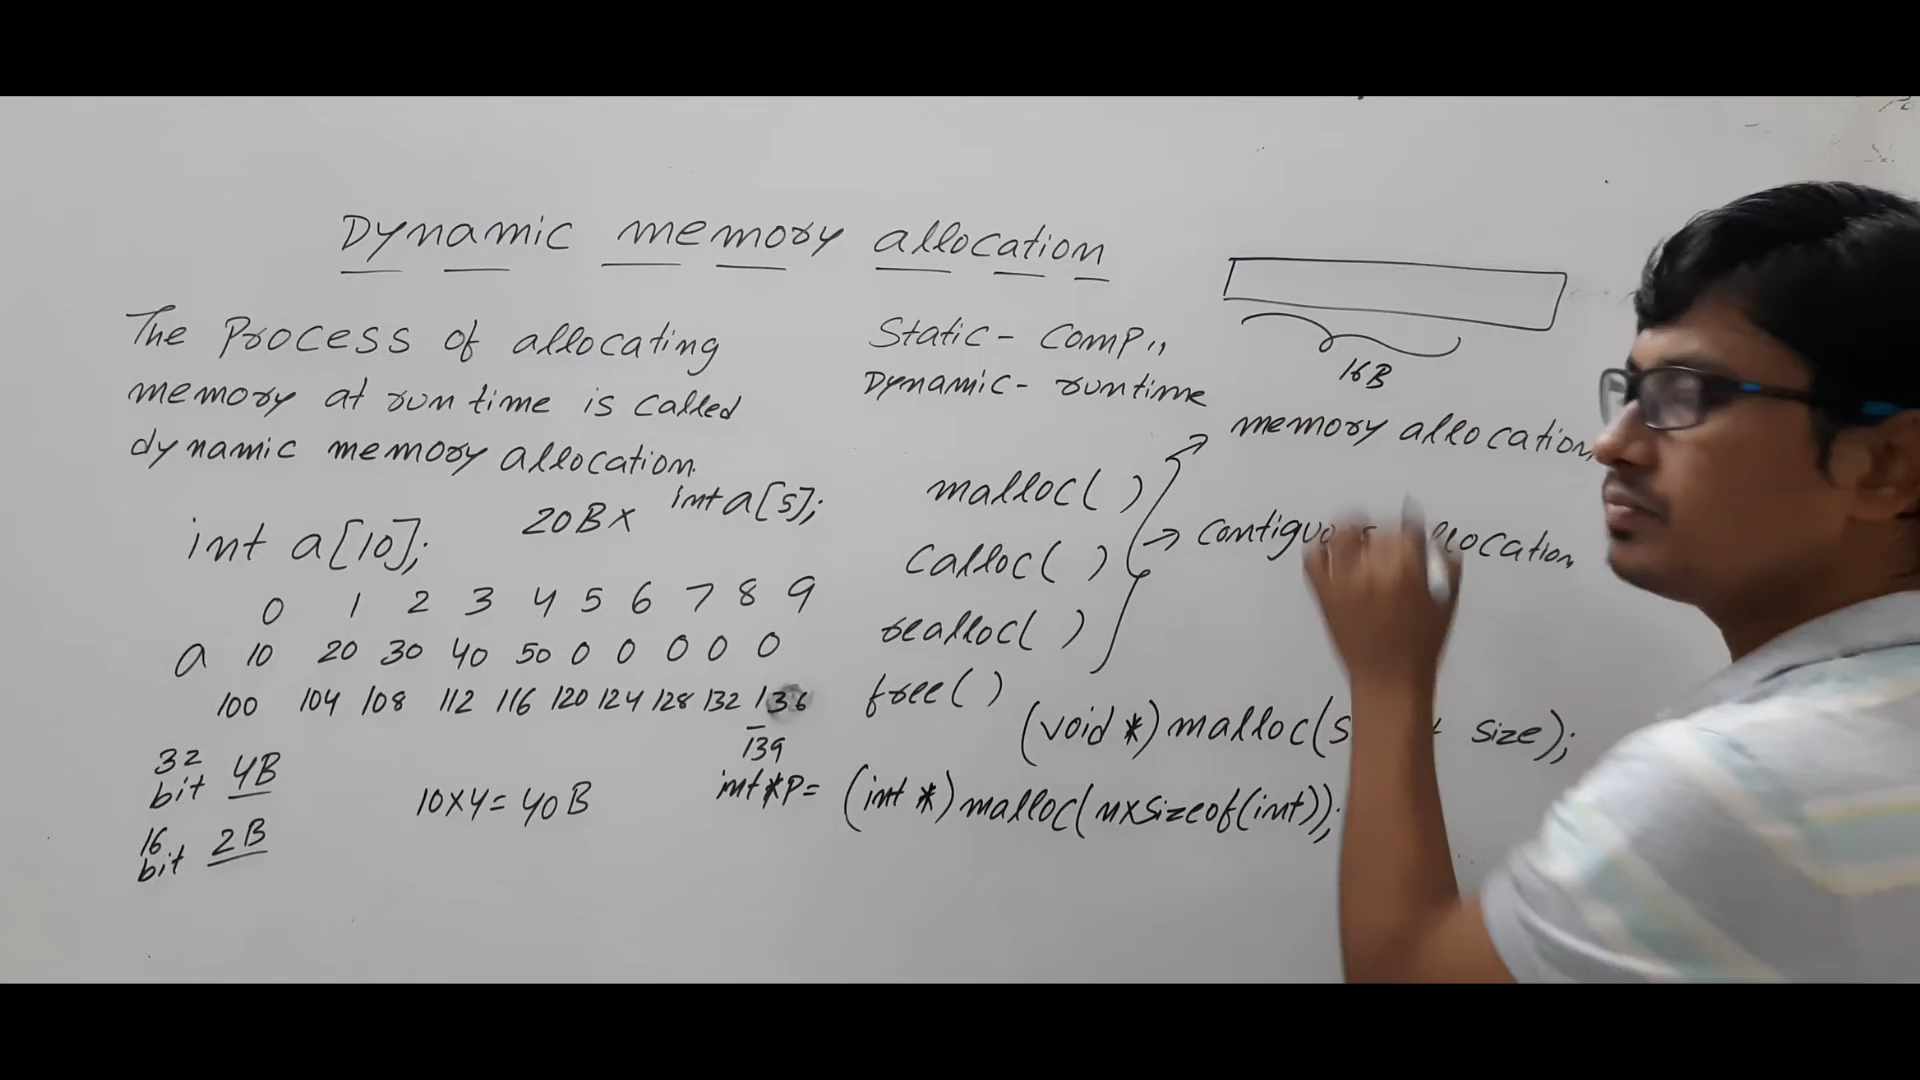 Dynamic memory allocation
The Process of allocating
memory at run time is called
dynamic memory allocation.
int a[10];
20B x
int a[5];
0 1 2 3 4 5 6 7 8 9
a 10 20 30 40 50 0 0 0 0 0
100 104 108 112 116 120 124 128 132 136
139
32 bit 4B
16 bit 2B
10x4=40B
Static - Comp,,
Dynamic - runtime
16B
malloc( )
calloc( )
realloc( )
free( )
→ memory allocation
→ allocation
(void *) malloc( size);
int *P= (int *) malloc(nxsizeof(int));